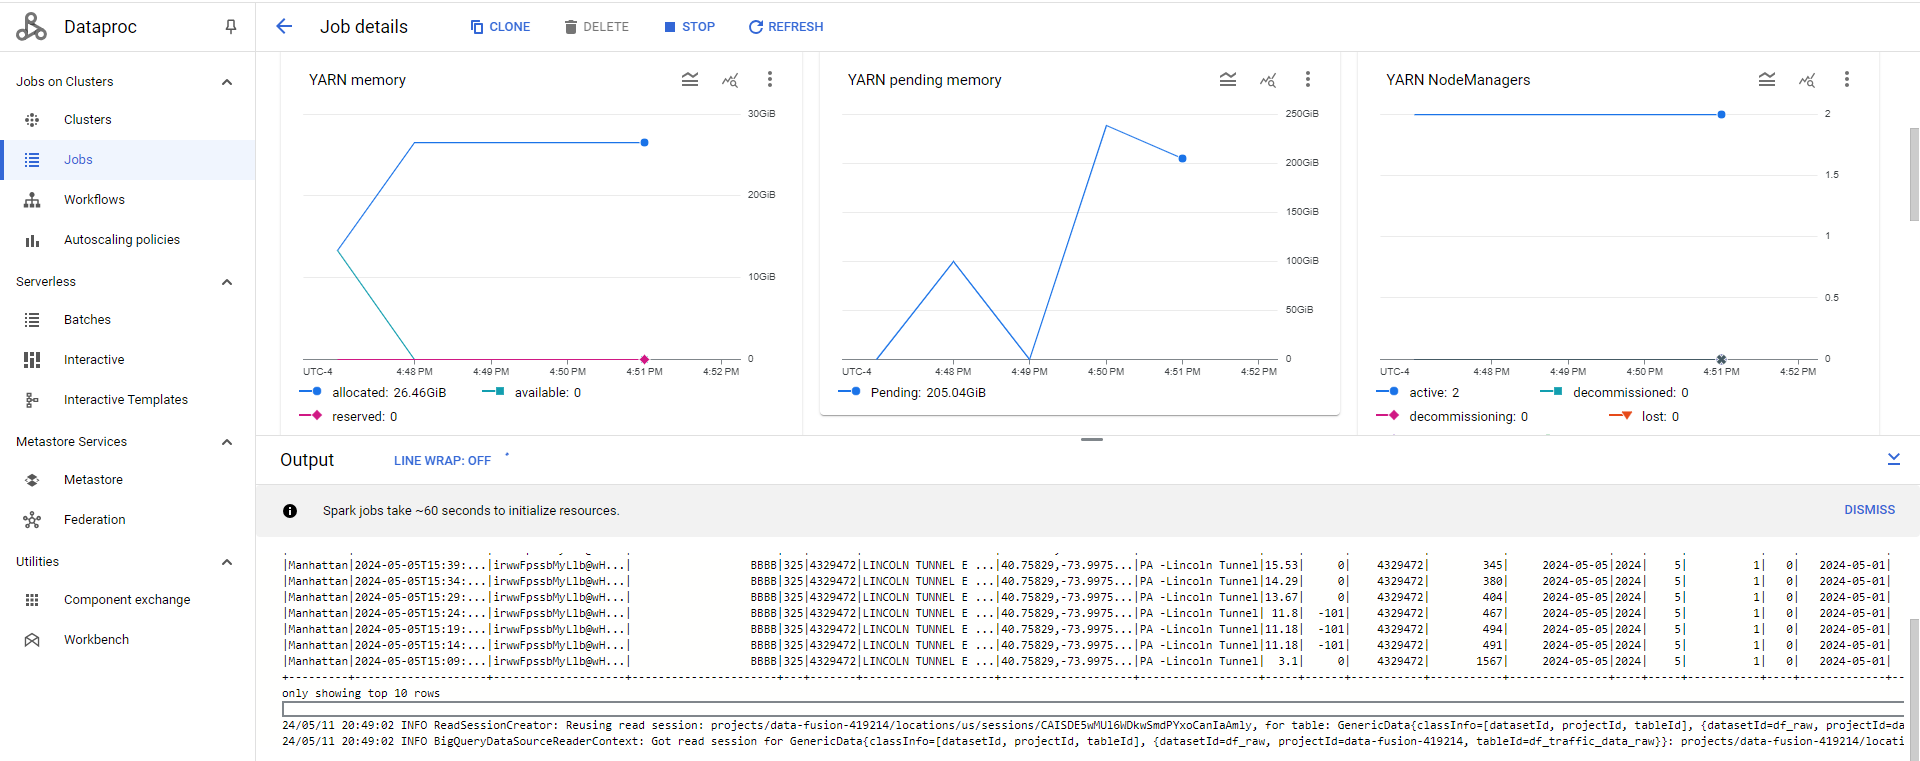 Dataproc
Job details
CLONE
DELETE
STOP
REFRESH
Jobs on Clusters
Clusters
Jobs
Workflows
Autoscaling policies
Serverless
Batches
Interactive
Interactive Templates
Metastore Services
Metastore
Federation
Utilities
Component exchange
Workbench
YARN memory
30GiB
20GiB
10GiB
0
UTC-4 4:48 PM 4:49 PM 4:50 PM 4:51 PM 4:52 PM
allocated: 26.46GiB available: 0
reserved: 0
YARN pending memory
250GiB
200GiB
150GiB
100GiB
50GiB
0
UTC-4 4:48 PM 4:49 PM 4:50 PM 4:51 PM 4:52 PM
Pending: 205.04GiB
YARN NodeManagers
2
1.5
1
0.5
0
UTC-4 4:48 PM 4:49 PM 4:50 PM 4:51 PM 4:52 PM
active: 2 decommissioned: 0
decommissioning: 0 lost: 0
Output LINE WRAP: OFF
Spark jobs take ~60 seconds to initialize resources. DISMISS
|Manhattan|2024-05-05T15:39:...|irwwFpssbMyLlb@wH...| BBBB|325|4329472|LINCOLN TUNNEL E ...|40.75829,-73.9975...|PA -Lincoln Tunnel|15.53| 0| 4329472| 345| 2024-05-05|2024| 5| 1| 0| 2024-05-01|
|Manhattan|2024-05-05T15:34:...|irwwFpssbMyLlb@wH...| BBBB|325|4329472|LINCOLN TUNNEL E ...|40.75829,-73.9975...|PA -Lincoln Tunnel|14.29| 0| 4329472| 380| 2024-05-05|2024| 5| 1| 0| 2024-05-01|
|Manhattan|2024-05-05T15:29:...|irwwFpssbMyLlb@wH...| BBBB|325|4329472|LINCOLN TUNNEL E ...|40.75829,-73.9975...|PA -Lincoln Tunnel|13.67| 0| 4329472| 404| 2024-05-05|2024| 5| 1| 0| 2024-05-01|
|Manhattan|2024-05-05T15:24:...|irwwFpssbMyLlb@wH...| BBBB|325|4329472|LINCOLN TUNNEL E ...|40.75829,-73.9975...|PA -Lincoln Tunnel| 11.8| -101| 4329472| 467| 2024-05-05|2024| 5| 1| 0| 2024-05-01|
|Manhattan|2024-05-05T15:19:...|irwwFpssbMyLlb@wH...| BBBB|325|4329472|LINCOLN TUNNEL E ...|40.75829,-73.9975...|PA -Lincoln Tunnel|11.18| -101| 4329472| 494| 2024-05-05|2024| 5| 1| 0| 2024-05-01|
|Manhattan|2024-05-05T15:14:...|irwwFpssbMyLlb@wH...| BBBB|325|4329472|LINCOLN TUNNEL E ...|40.75829,-73.9975...|PA -Lincoln Tunnel|11.18| -101| 4329472| 491| 2024-05-05|2024| 5| 1| 0| 2024-05-01|
|Manhattan|2024-05-05T15:09:...|irwwFpssbMyLlb@wH...| BBBB|325|4329472|LINCOLN TUNNEL E ...|40.75829,-73.9975...|PA -Lincoln Tunnel| 3.1| 0| 4329472| 1567| 2024-05-05|2024| 5| 1| 0| 2024-05-01|
only showing top 10 rows
24/05/11 20:49:02 INFO ReadSessionCreator: Reusing read session: projects/data-fusion-419214/locations/us/sessions/CAISDE5wMUl6WDkwSmdPYxoCanIaAmly, for table: GenericData{classInfo=[datasetId, projectId, tableId], {datasetId=df_raw, projectId=da
24/05/11 20:49:02 INFO BigQueryDataSourceReaderContext: Got read session for GenericData{classInfo=[datasetId, projectId, tableId], {datasetId=df_raw, projectId=data-fusion-419214, tableId=df_traffic_data_raw}}: projects/data-fusion-419214/locati